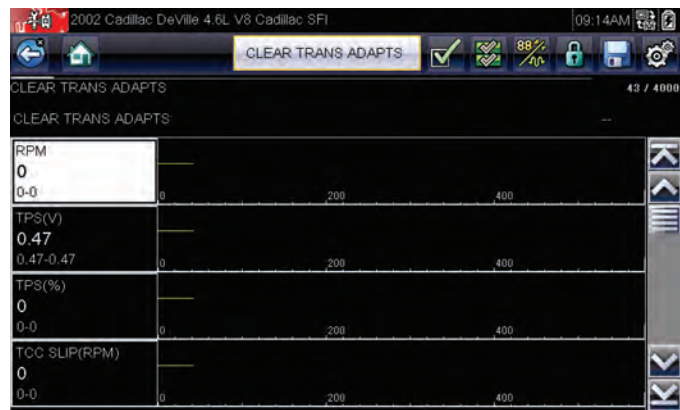 2002 Cadillac DeVille 4.6L V8 Cadillac SFI 09:14AM
CLEAR TRANS ADAPTS
CLEAR TRANS ADAPTS 43 / 4000
CLEAR TRANS ADAPTS --
RPM
0
0-0
0 200 400
TPS(V)
0.47
0.47-0.47
0 200 400
TPS(%)
0
0-0
0 200 400
TCC SLIP(RPM)
0
0-0
0 200 400